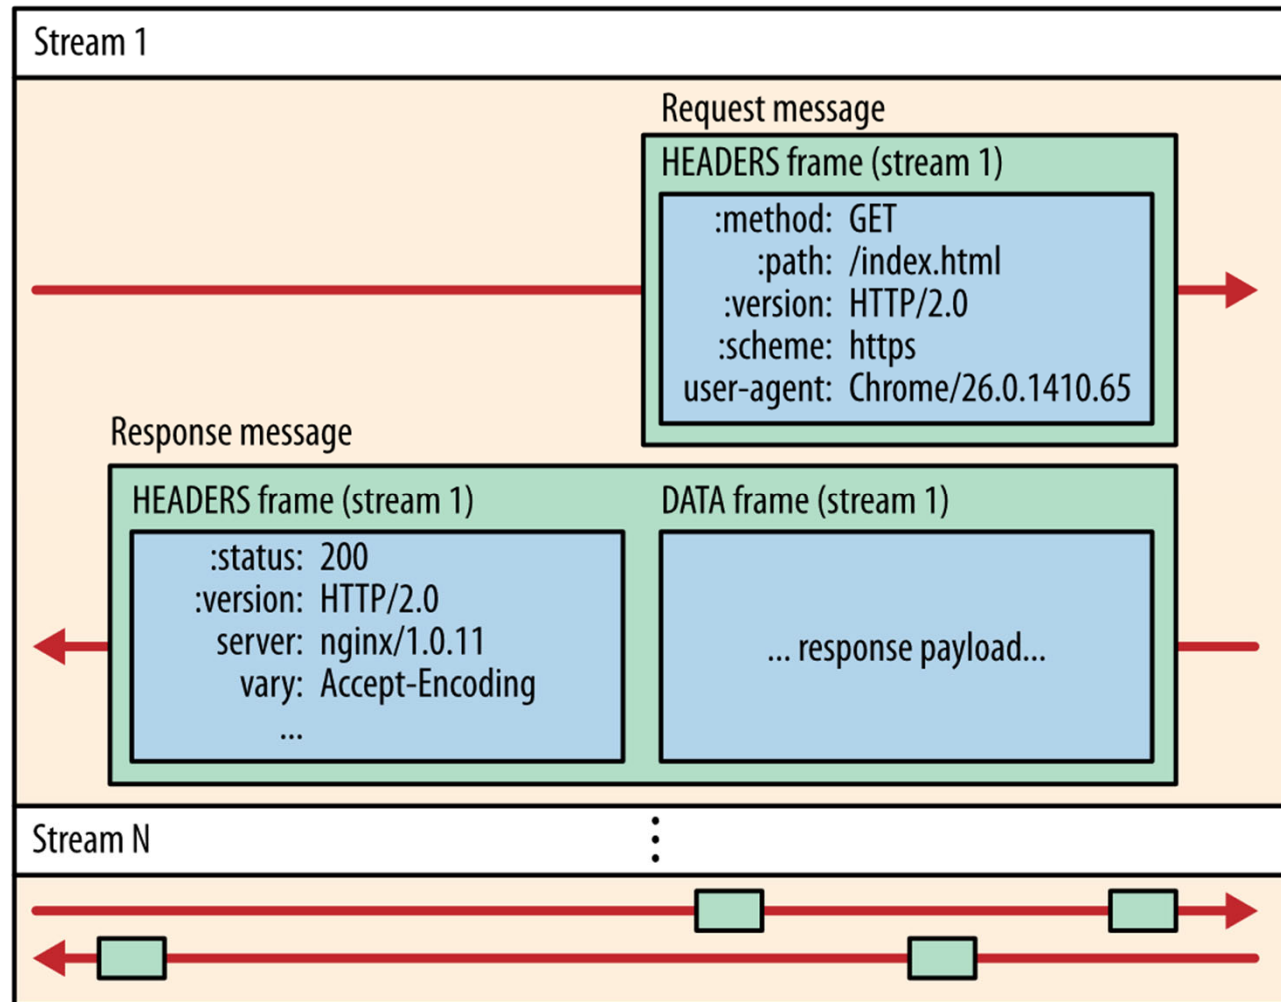 Stream 1
Request message
HEADERS frame (stream 1)
:method: GET
:path: /index.html
:version: HTTP/2.0
:scheme: https
user-agent: Chrome/26.0.1410.65
Response message
HEADERS frame (stream 1)
:status: 200
:version: HTTP/2.0
server: nginx/1.0.11
vary: Accept-Encoding
...
DATA frame (stream 1)
... response payload...
Stream N